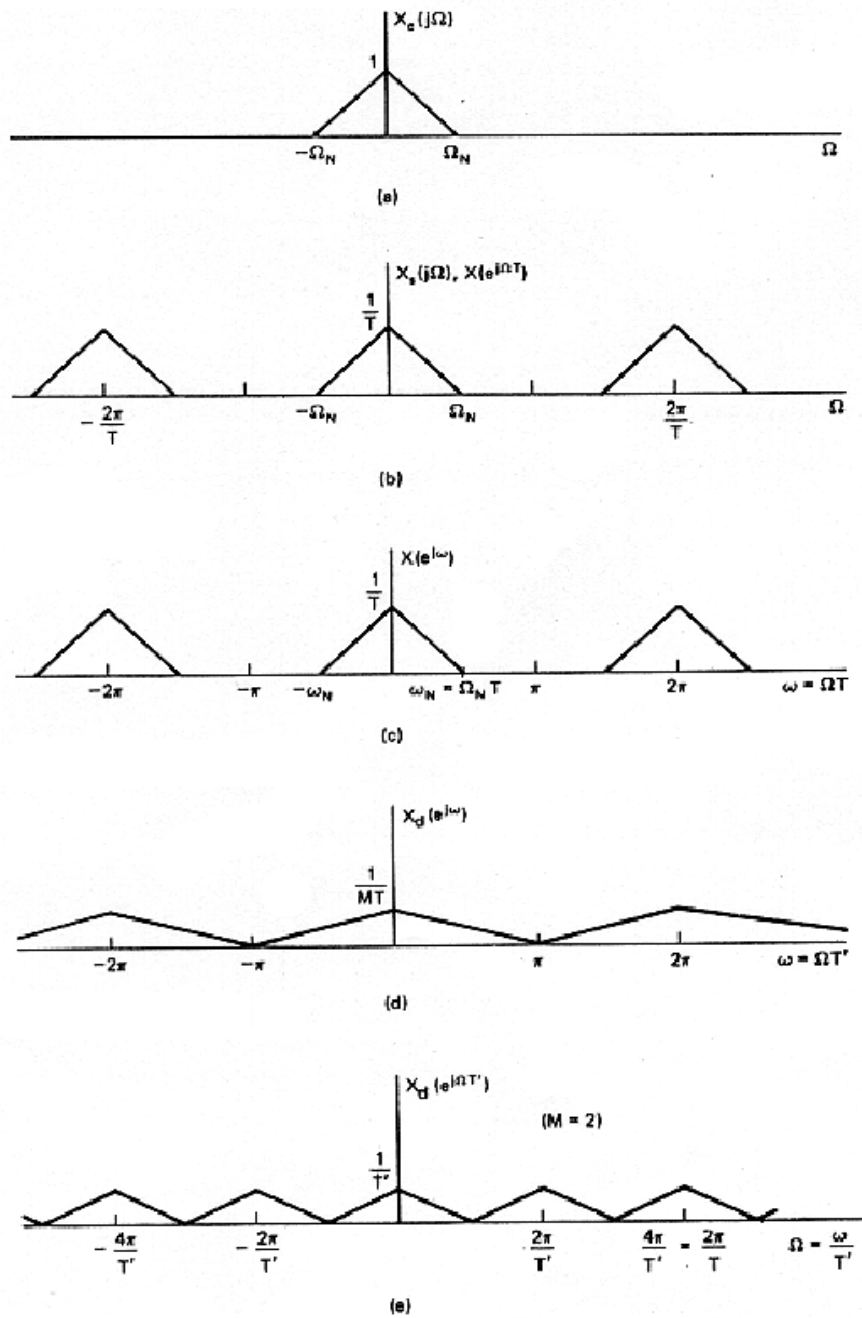 X_c(jΩ)
1
−Ω_N Ω_N Ω
(a)
X_s(jΩ), X(e^{jΩT})
1/T
−2π/T −Ω_N Ω_N 2π/T Ω
(b)
X(e^{jω})
1/T
−2π −π −ω_N ω_N = Ω_N T π 2π ω = ΩT
(c)
X_d(e^{jω})
1/MT
−2π −π π 2π ω = ΩT'
(d)
X_d(e^{jΩT'})
(M = 2)
1/T'
−4π/T' −2π/T' 2π/T' 4π/T' = 2π/T Ω = ω/T'
(e)